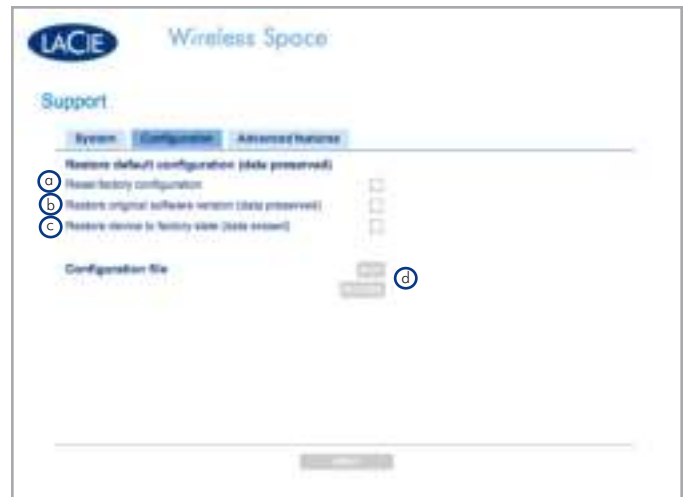 LACIE Wireless Space
Support
System Configuration Advanced features
Restore default configuration (data preserved)
a Reset factory configuration
b Restore original software version (data preserved)
c Restore device to factory state (data erased)
Configuration file
d